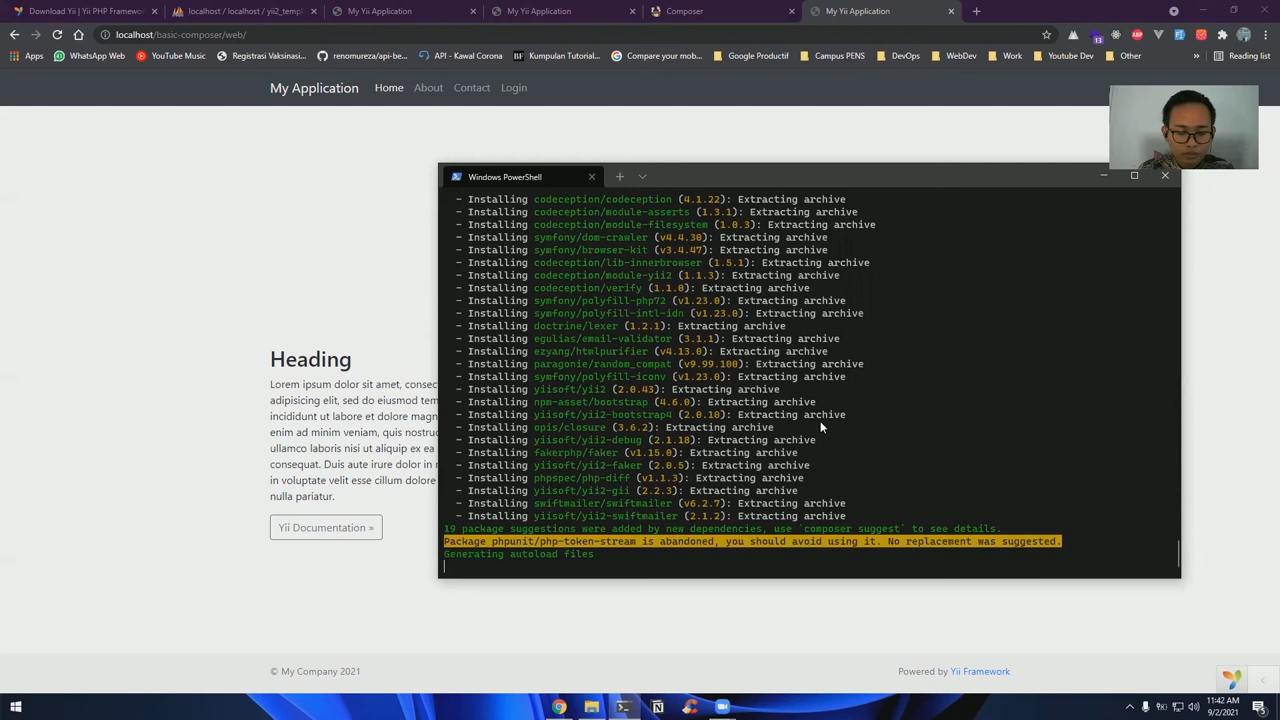 Download Yii | Yii PHP Framework
localhost / localhost / yii2_templ
My Yii Application
My Yii Application
Composer
My Yii Application
localhost/basic-composer/web/
Apps
WhatsApp Web
YouTube Music
Registrasi Vaksinasi...
renomureza/gofood-...
API - Kawal Corona
Kumpulan Tutorial...
Compare your mob...
Google Productif
Campus PENS
DevOps
WebDev
Work
Youtube Dev
Other
Reading list
My Application
Home
About
Contact
Login
Windows PowerShell
- Installing codeception/codeception (4.1.22): Extracting archive
- Installing codeception/module-asserts (1.3.1): Extracting archive
- Installing codeception/module-filesystem (1.0.3): Extracting archive
- Installing symfony/dom-crawler (v4.4.30): Extracting archive
- Installing symfony/browser-kit (v3.4.47): Extracting archive
- Installing codeception/lib-innerbrowser (1.5.1): Extracting archive
- Installing codeception/module-yii2 (1.1.3): Extracting archive
- Installing codeception/verify (1.1.0): Extracting archive
- Installing symfony/polyfill-php72 (v1.23.0): Extracting archive
- Installing symfony/polyfill-intl-idn (v1.23.0): Extracting archive
- Installing doctrine/lexer (1.2.1): Extracting archive
- Installing egulias/email-validator (3.1.1): Extracting archive
- Installing ezyang/htmlpurifier (v4.13.0): Extracting archive
- Installing paragonie/random_compat (v9.99.100): Extracting archive
- Installing symfony/polyfill-iconv (v1.23.0): Extracting archive
- Installing yiisoft/yii2 (2.0.43): Extracting archive
- Installing npm-asset/bootstrap (4.6.0): Extracting archive
- Installing yiisoft/yii2-bootstrap4 (2.0.10): Extracting archive
- Installing opis/closure (3.6.2): Extracting archive
- Installing yiisoft/yii2-debug (2.1.18): Extracting archive
- Installing fakerphp/faker (v1.15.0): Extracting archive
- Installing yiisoft/yii2-faker (2.0.5): Extracting archive
- Installing phpspec/php-diff (v1.1.3): Extracting archive
- Installing yiisoft/yii2-gii (2.2.3): Extracting archive
- Installing swiftmailer/swiftmailer (v6.2.7): Extracting archive
- Installing yiisoft/yii2-swiftmailer (2.1.2): Extracting archive
19 package suggestions were added by new dependencies, use `composer suggest` to see details.
Package phpunit/php-token-stream is abandoned, you should avoid using it. No replacement was suggested.
Generating autoload files
Heading
Lorem ipsum dolor sit amet, consec
adipisicing elit, sed do eiusmod temp
incididunt ut labore et dolore magna
enim ad minim veniam, quis nostrud
ullamco laboris nisi ut aliquip ex ea
consequat. Duis aute irure dolor in
voluptate velit esse cillum dolore eu
nulla pariatur.
Yii Documentation »
© My Company 2021
Powered by Yii Framework
11:42 AM
9/2/2021